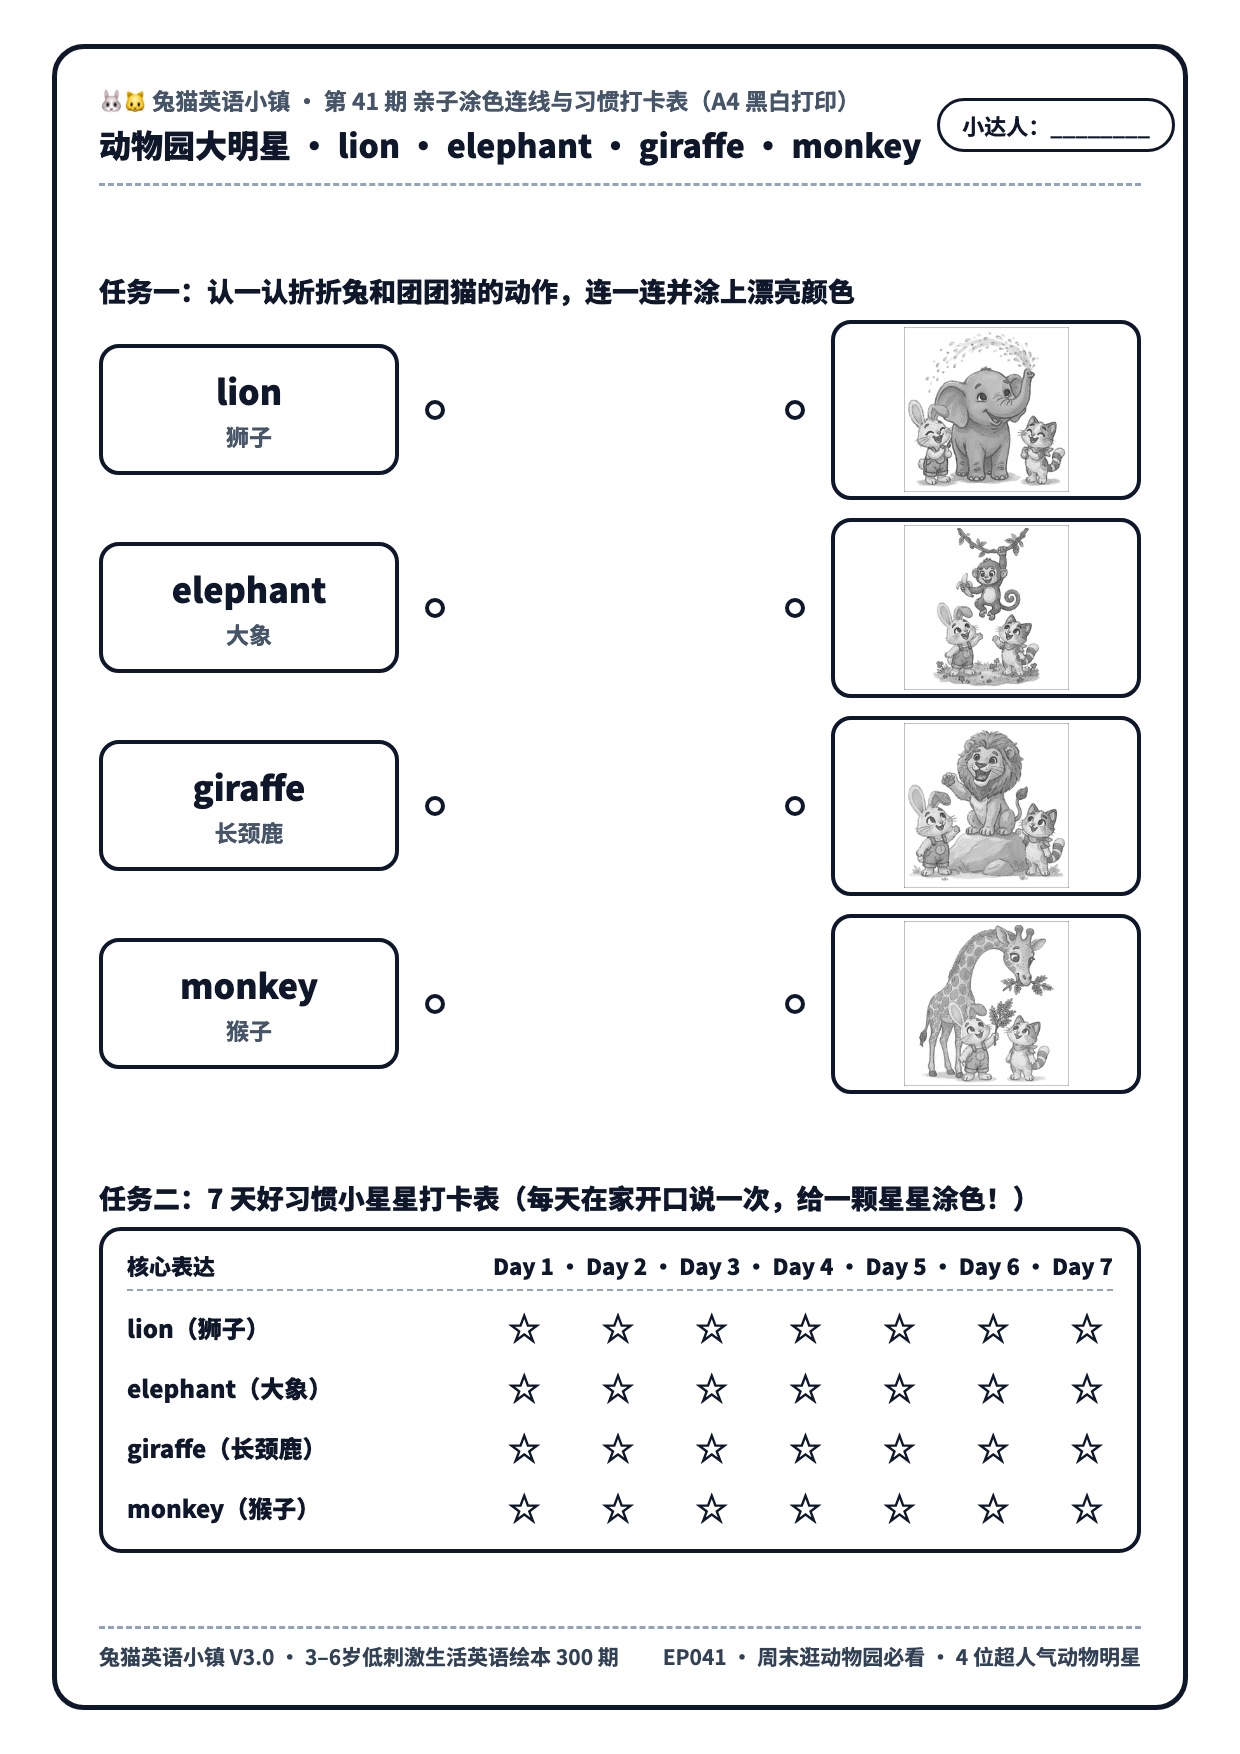 🐰🐱 兔猫英语小镇 · 第 41 期 亲子涂色连线与习惯打卡表（A4 黑白打印）
动物园大明星 · lion · elephant · giraffe · monkey
小达人：________
任务一：认一认折折兔和团团猫的动作，连一连并涂上漂亮颜色
lion
狮子
elephant
大象
giraffe
长颈鹿
monkey
猴子
任务二：7 天好习惯小星星打卡表（每天在家开口说一次，给一颗星星涂色！）
核心表达 Day 1 · Day 2 · Day 3 · Day 4 · Day 5 · Day 6 · Day 7
lion（狮子） ☆ ☆ ☆ ☆ ☆ ☆ ☆
elephant（大象） ☆ ☆ ☆ ☆ ☆ ☆ ☆
giraffe（长颈鹿） ☆ ☆ ☆ ☆ ☆ ☆ ☆
monkey（猴子） ☆ ☆ ☆ ☆ ☆ ☆ ☆
兔猫英语小镇 V3.0 · 3–6岁低刺激生活英语绘本 300 期 EP041 · 周末逛动物园必看 · 4 位超人气动物明星